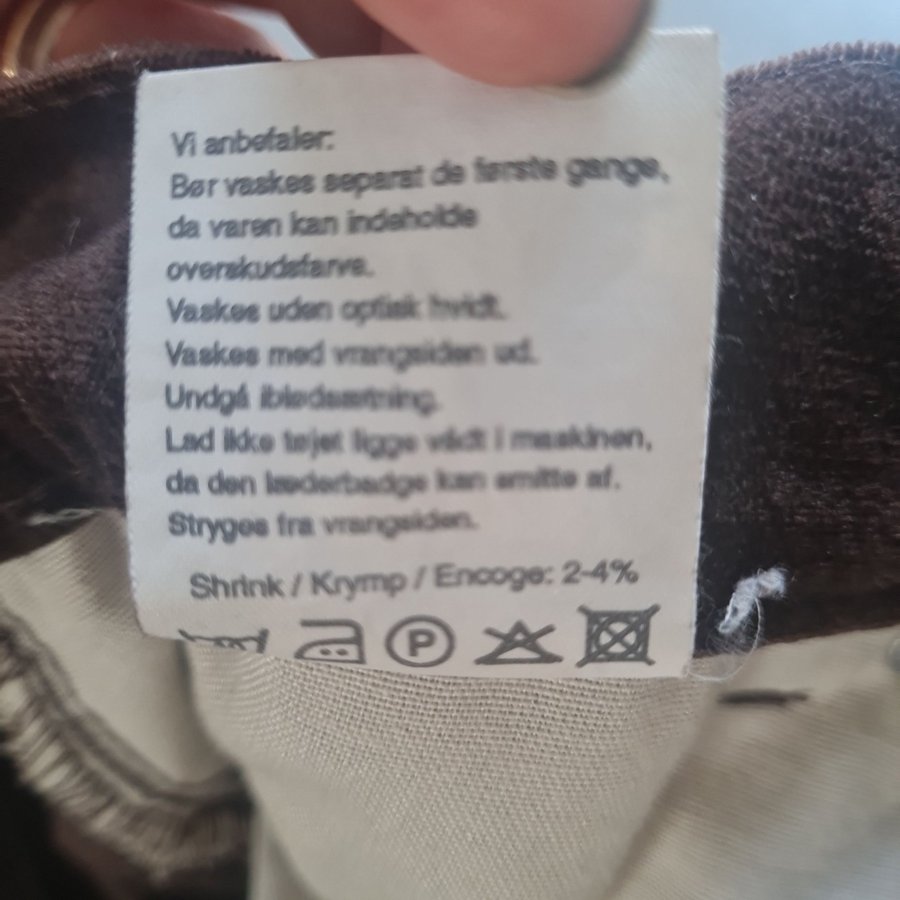 Vi anbefaler:
Bør vaskes separat de første gange,
da varen kan indeholde
overskudsfarve.
Vaskes uden optisk hvidt.
Vaskes med vrangsiden ud.
Undgå iblødsætning.
Lad ikke tøjet ligge vådt i maskinen,
da den læderbadge kan smitte af.
Stryges fra vrangsiden.
Shrink / Krymp / Encoge: 2-4%
P